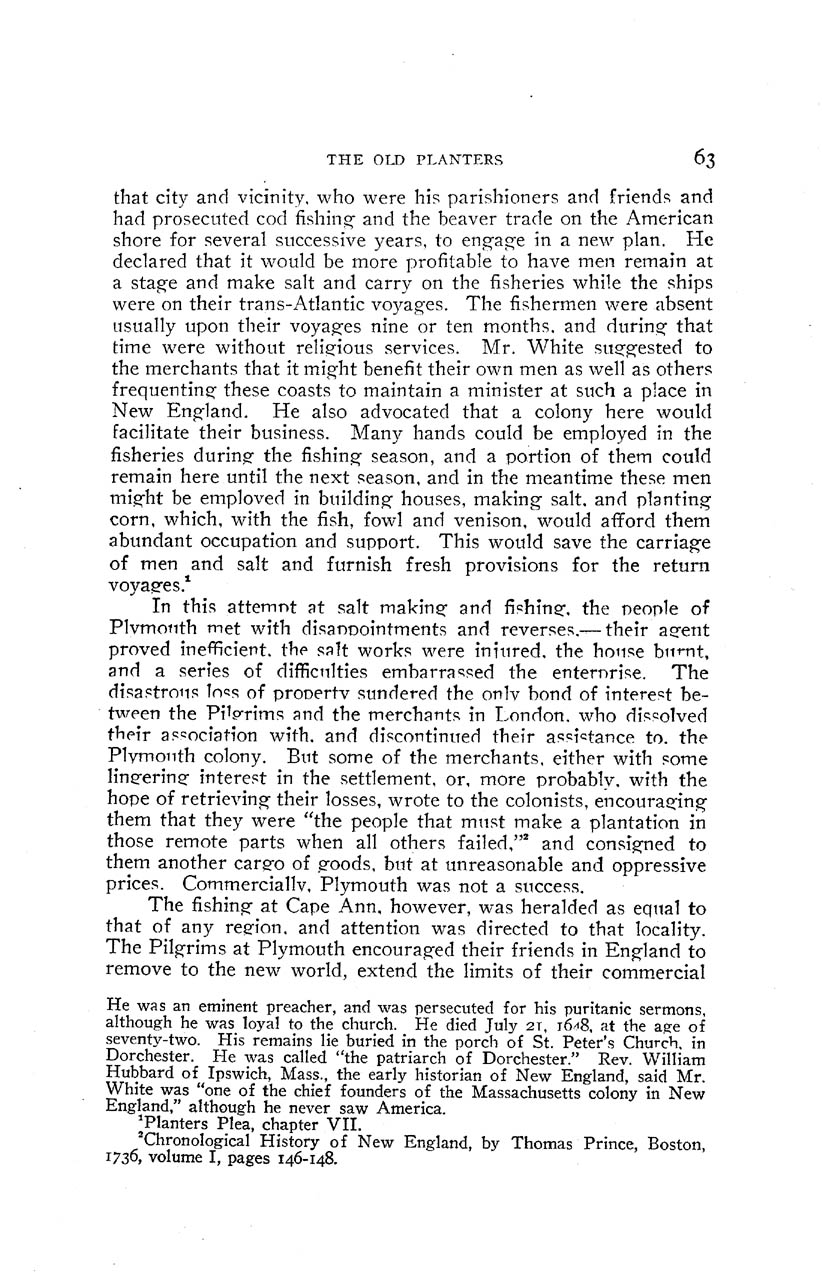 THE OLD PLANTERS 63
that city and vicinity, who were his parishioners and friends and
had prosecuted cod fishing and the beaver trade on the American
shore for several successive years, to engage in a new plan. He
declared that it would be more profitable to have men remain at
a stage and make salt and carry on the fisheries while the ships
were on their trans-Atlantic voyages. The fishermen were absent
usually upon their voyages nine or ten months, and during that
time were without religious services. Mr. White suggested to
the merchants that it might benefit their own men as well as others
frequenting these coasts to maintain a minister at such a place in
New England. He also advocated that a colony here would
facilitate their business. Many hands could be employed in the
fisheries during the fishing season, and a portion of them could
remain here until the next season, and in the meantime these men
might be employed in building houses, making salt, and planting
corn, which, with the fish, fowl and venison, would afford them
abundant occupation and support. This would save the carriage
of men and salt and furnish fresh provisions for the return
voyages.¹
In this attempt at salt making and fishing, the people of
Plymouth met with disappointments and reverses,— their agent
proved inefficient, the salt works were injured, the house burnt,
and a series of difficulties embarrassed the enterprise. The
disastrous loss of property sundered the only bond of interest be-
tween the Pilgrims and the merchants in London, who dissolved
their association with, and discontinued their assistance to, the
Plymouth colony. But some of the merchants, either with some
lingering interest in the settlement, or, more probably, with the
hope of retrieving their losses, wrote to the colonists, encouraging
them that they were "the people that must make a plantation in
those remote parts when all others failed,"² and consigned to
them another cargo of goods, but at unreasonable and oppressive
prices. Commercially, Plymouth was not a success.
The fishing at Cape Ann, however, was heralded as equal to
that of any region, and attention was directed to that locality.
The Pilgrims at Plymouth encouraged their friends in England to
remove to the new world, extend the limits of their commercial
He was an eminent preacher, and was persecuted for his puritanic sermons,
although he was loyal to the church. He died July 21, 1648, at the age of
seventy-two. His remains lie buried in the porch of St. Peter's Church, in
Dorchester. He was called "the patriarch of Dorchester." Rev. William
Hubbard of Ipswich, Mass., the early historian of New England, said Mr.
White was "one of the chief founders of the Massachusetts colony in New
England," although he never saw America.
¹Planters Plea, chapter VII.
²Chronological History of New England, by Thomas Prince, Boston,
1736, volume I, pages 146-148.